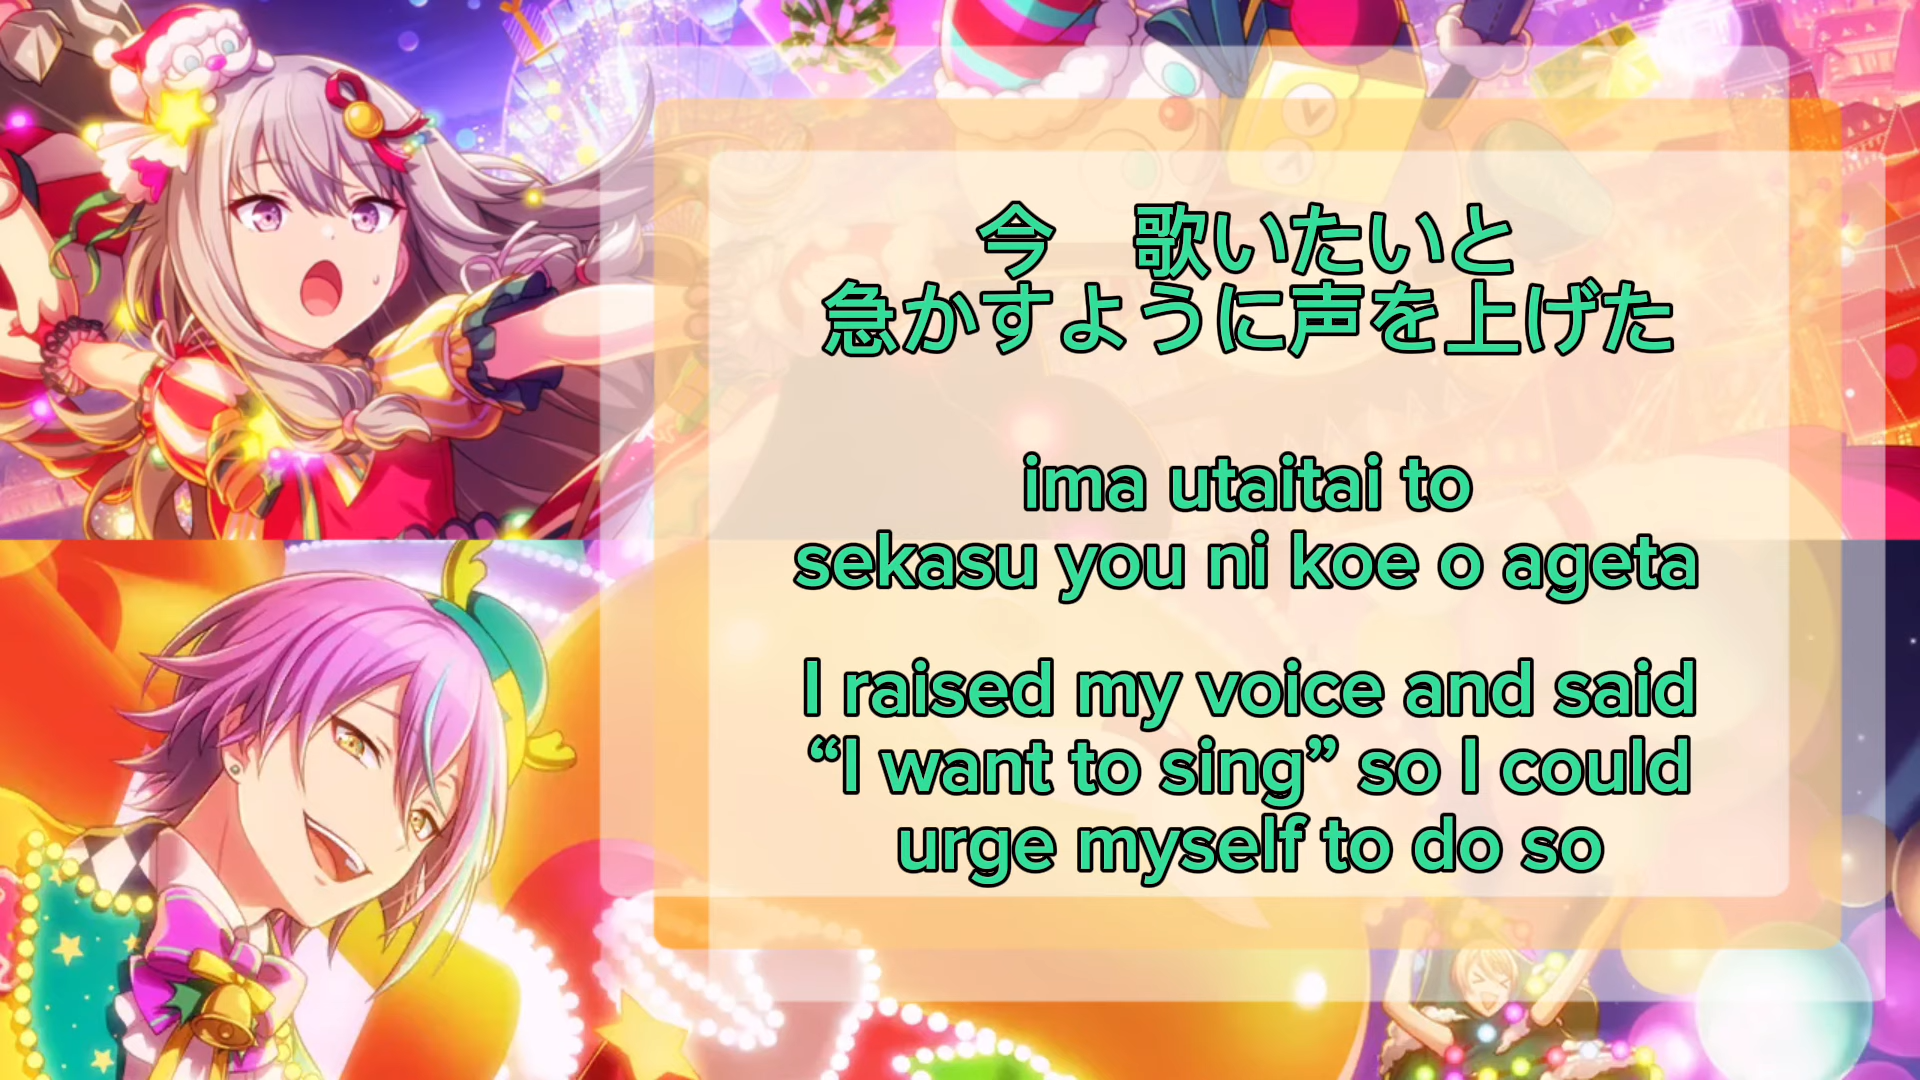 今　歌いたいと
急かすように声を上げた
ima utaitai to
sekasu you ni koe o ageta
I raised my voice and said
“I want to sing” so I could
urge myself to do so